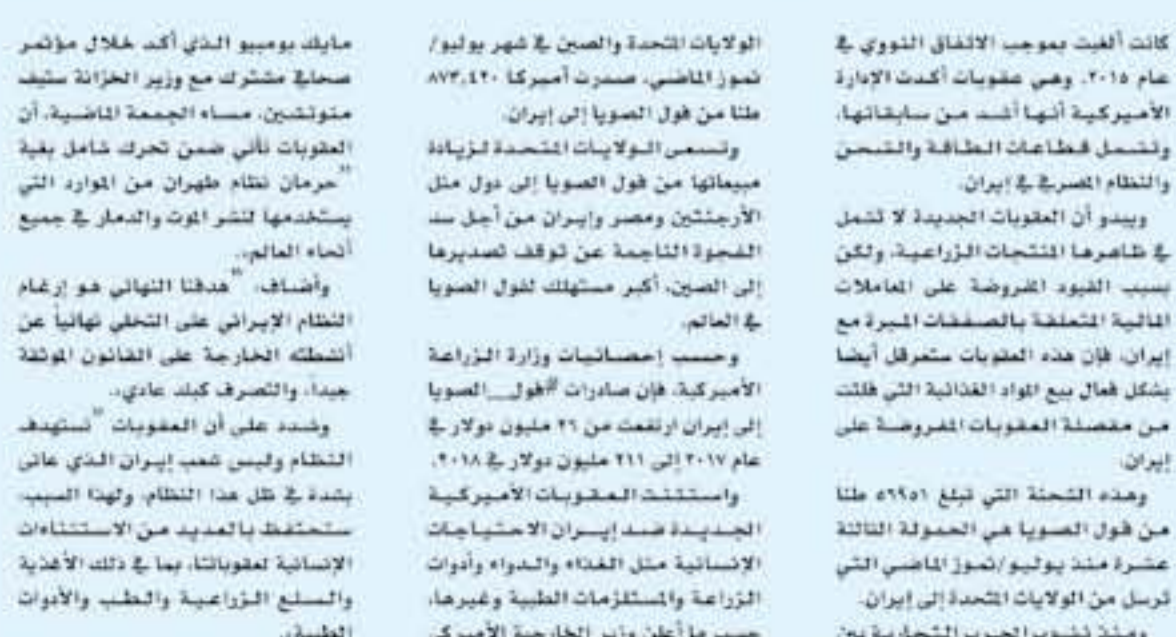 كانت ألغيت بموجب الاتفاق النووي في
عام ٢٠١٥. وهي عقوبات أكدت الإدارة
الأميركية أنها أشد من سابقاتها،
وتشمل قطاعات الطاقة والشحن
والنظام المصرفي في إيران.
ويبدو أن العقوبات الجديدة لا تشمل
في ظاهرها المنتجات الزراعية، ولكن
بسبب القيود المفروضة على المعاملات
المالية المتعلقة بالصفقات المبرة مع
إيران، فإن هذه العقوبات ستعرقل أيضا
بشكل فعال بيع المواد الغذائية التي فلتت
من مقصلة العقوبات المفروضة على
إيران.
وهذه الشحنة التي تبلغ ٥٦٩٥١ طنا
من فول الصويا هي الحمولة الثالثة
عشرة منذ يوليو/تموز الماضي التي
ترسل من الولايات المتحدة إلى إيران.
ومنذ نشوب الحرب التجارية بين
الولايات المتحدة والصين في شهر يوليو/
تموز الماضي، صدرت أميركا ٨٧٣,٤٢٠
طنا من فول الصويا إلى إيران.
وتسعى الولايات المتحدة لزيادة
مبيعاتها من فول الصويا إلى دول مثل
الأرجنتين ومصر وإيران من أجل سد
الفجوة الناجمة عن توقف تصديرها
إلى الصين، أكبر مستهلك لفول الصويا
في العالم.
وحسب إحصائيات وزارة الزراعة
الأميركية، فإن صادرات #فول_الصويا
إلى إيران ارتفعت من ٢٦ مليون دولار في
عام ٢٠١٧ إلى ٢١١ مليون دولار في ٢٠١٨.
واستثنت العقوبات الأميركية
الجديدة ضد إيران الاحتياجات
الإنسانية مثل الغذاء والدواء وأدوات
الزراعة والمستلزمات الطبية وغيرها،
حسب ما أعلن وزير الخارجية الأميركي
مايك بومبيو الذي أكد خلال مؤتمر
صحافي مشترك مع وزير الخزانة ستيف
منوتشين، مساء الجمعة الماضية، أن
العقوبات تأتي ضمن تحرك شامل بغية
"حرمان نظام طهران من الموارد التي
يستخدمها لنشر الموت والدمار في جميع
أنحاء العالم".
وأضاف، "هدفنا النهائي هو إرغام
النظام الإيراني على التخلي نهائياً عن
أنشطته الخارجة على القانون الموثقة
جيداً، والتصرف كبلد عادي".
وشدد على أن العقوبات "تستهدف
النظام وليس شعب إيران الذي عانى
بشدة في ظل هذا النظام، ولهذا السبب،
ستحتفظ بالعديد من الاستثناءات
الإنسانية لعقوباتنا، بما في ذلك الأغذية
والسلع الزراعية والطب والأدوات
الطبية".